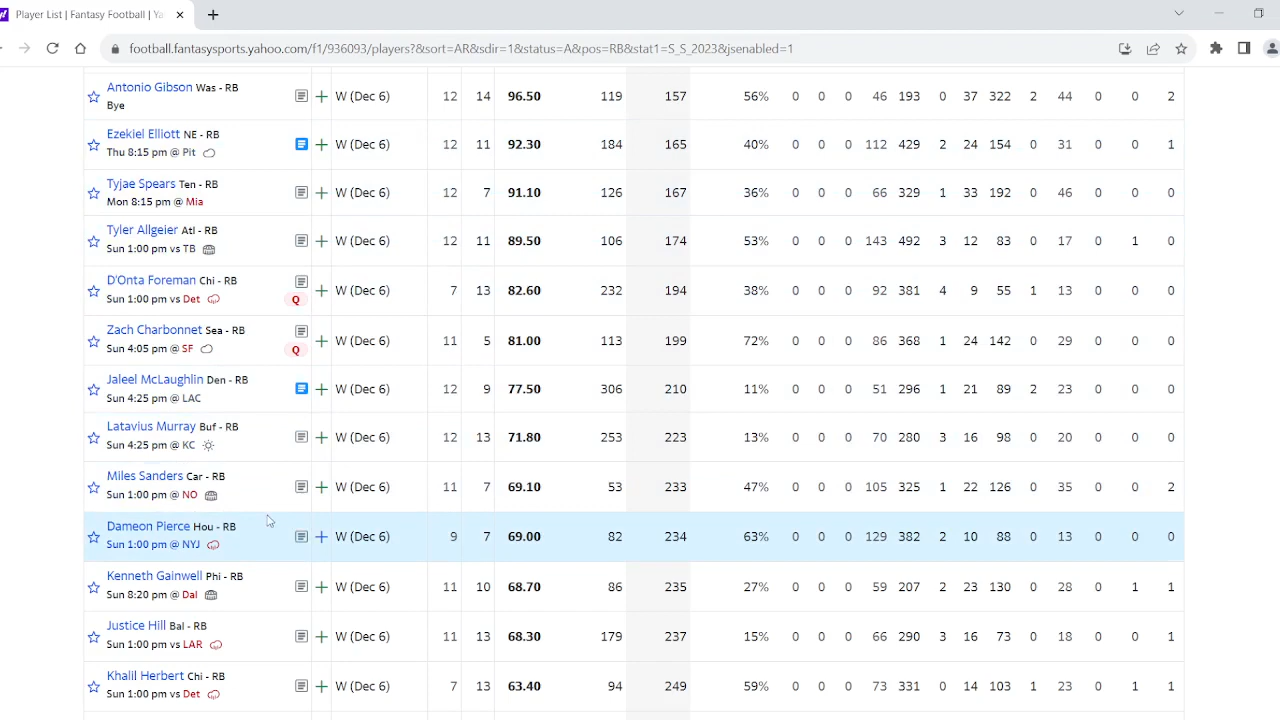 Player List | Fantasy Football | Ya
football.fantasysports.yahoo.com/f1/936093/players?&sort=AR&sdir=1&status=A&pos=RB&stat1=S_S_2023&jsenabled=1
Antonio Gibson Was - RB
Bye
W (Dec 6) 12 14 96.50 119 157 56% 0 0 0 46 193 0 37 322 2 44 0 0 2
Ezekiel Elliott NE - RB
Thu 8:15 pm @ Pit
W (Dec 6) 12 11 92.30 184 165 40% 0 0 0 112 429 2 24 154 0 31 0 0 1
Tyjae Spears Ten - RB
Mon 8:15 pm @ Mia
W (Dec 6) 12 7 91.10 126 167 36% 0 0 0 66 329 1 33 192 0 46 0 0 0
Tyler Allgeier Atl - RB
Sun 1:00 pm vs TB
W (Dec 6) 12 11 89.50 106 174 53% 0 0 0 143 492 3 12 83 0 17 0 1 0
D'Onta Foreman Chi - RB
Sun 1:00 pm vs Det
Q
W (Dec 6) 7 13 82.60 232 194 38% 0 0 0 92 381 4 9 55 1 13 0 0 0
Zach Charbonnet Sea - RB
Sun 4:05 pm @ SF
Q
W (Dec 6) 11 5 81.00 113 199 72% 0 0 0 86 368 1 24 142 0 29 0 0 0
Jaleel McLaughlin Den - RB
Sun 4:25 pm @ LAC
W (Dec 6) 12 9 77.50 306 210 11% 0 0 0 51 296 1 21 89 2 23 0 0 0
Latavius Murray Buf - RB
Sun 4:25 pm @ KC
W (Dec 6) 12 13 71.80 253 223 13% 0 0 0 70 280 3 16 98 0 20 0 0 0
Miles Sanders Car - RB
Sun 1:00 pm @ NO
W (Dec 6) 11 7 69.10 53 233 47% 0 0 0 105 325 1 22 126 0 35 0 0 2
Dameon Pierce Hou - RB
Sun 1:00 pm @ NYJ
W (Dec 6) 9 7 69.00 82 234 63% 0 0 0 129 382 2 10 88 0 13 0 0 0
Kenneth Gainwell Phi - RB
Sun 8:20 pm @ Dal
W (Dec 6) 11 10 68.70 86 235 27% 0 0 0 59 207 2 23 130 0 28 0 1 1
Justice Hill Bal - RB
Sun 1:00 pm vs LAR
W (Dec 6) 11 13 68.30 179 237 15% 0 0 0 66 290 3 16 73 0 18 0 0 1
Khalil Herbert Chi - RB
Sun 1:00 pm vs Det
W (Dec 6) 7 13 63.40 94 249 59% 0 0 0 73 331 0 14 103 1 23 0 1 1